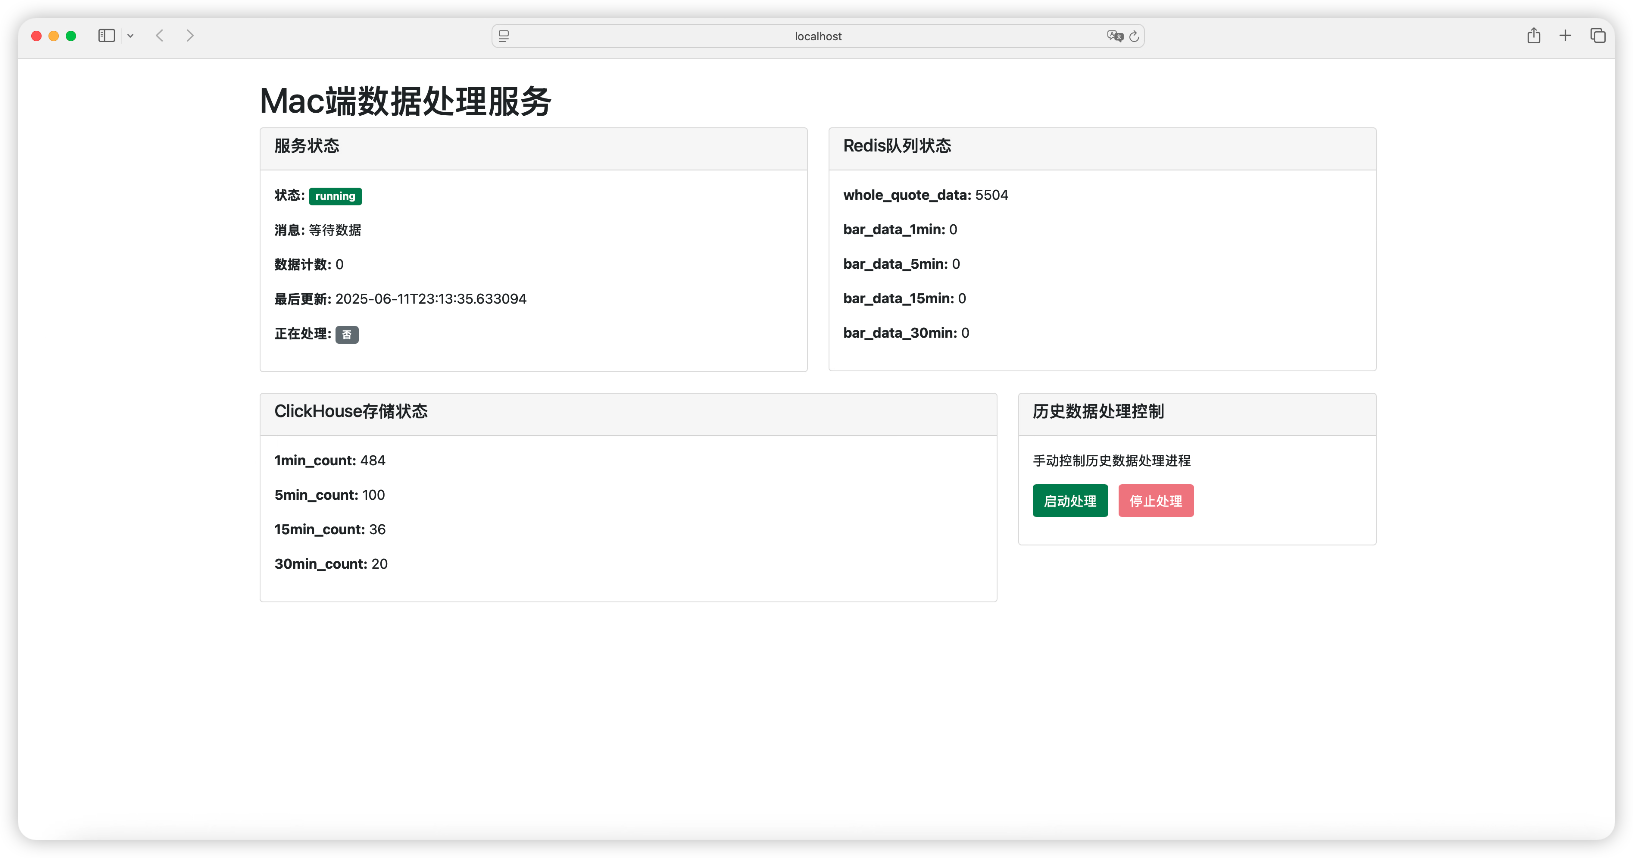 localhost
Mac端数据处理服务
服务状态
状态: running
消息: 等待数据
数据计数: 0
最后更新: 2025-06-11T23:13:35.633094
正在处理: 否
Redis队列状态
whole_quote_data: 5504
bar_data_1min: 0
bar_data_5min: 0
bar_data_15min: 0
bar_data_30min: 0
ClickHouse存储状态
1min_count: 484
5min_count: 100
15min_count: 36
30min_count: 20
历史数据处理控制
手动控制历史数据处理进程
启动处理 停止处理